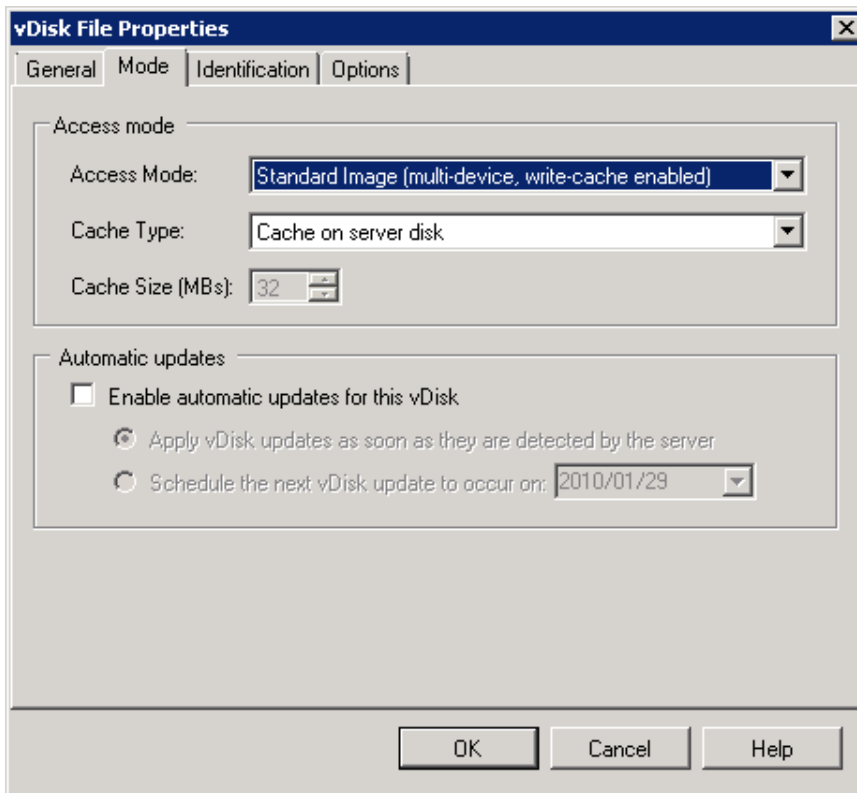 vDisk File Properties
General Mode Identification Options
Access mode
Access Mode: Standard Image (multi-device, write-cache enabled)
Cache Type: Cache on server disk
Cache Size (MBs): 32
Automatic updates
Enable automatic updates for this vDisk
Apply vDisk updates as soon as they are detected by the server
Schedule the next vDisk update to occur on: 2010/01/29
OK Cancel Help